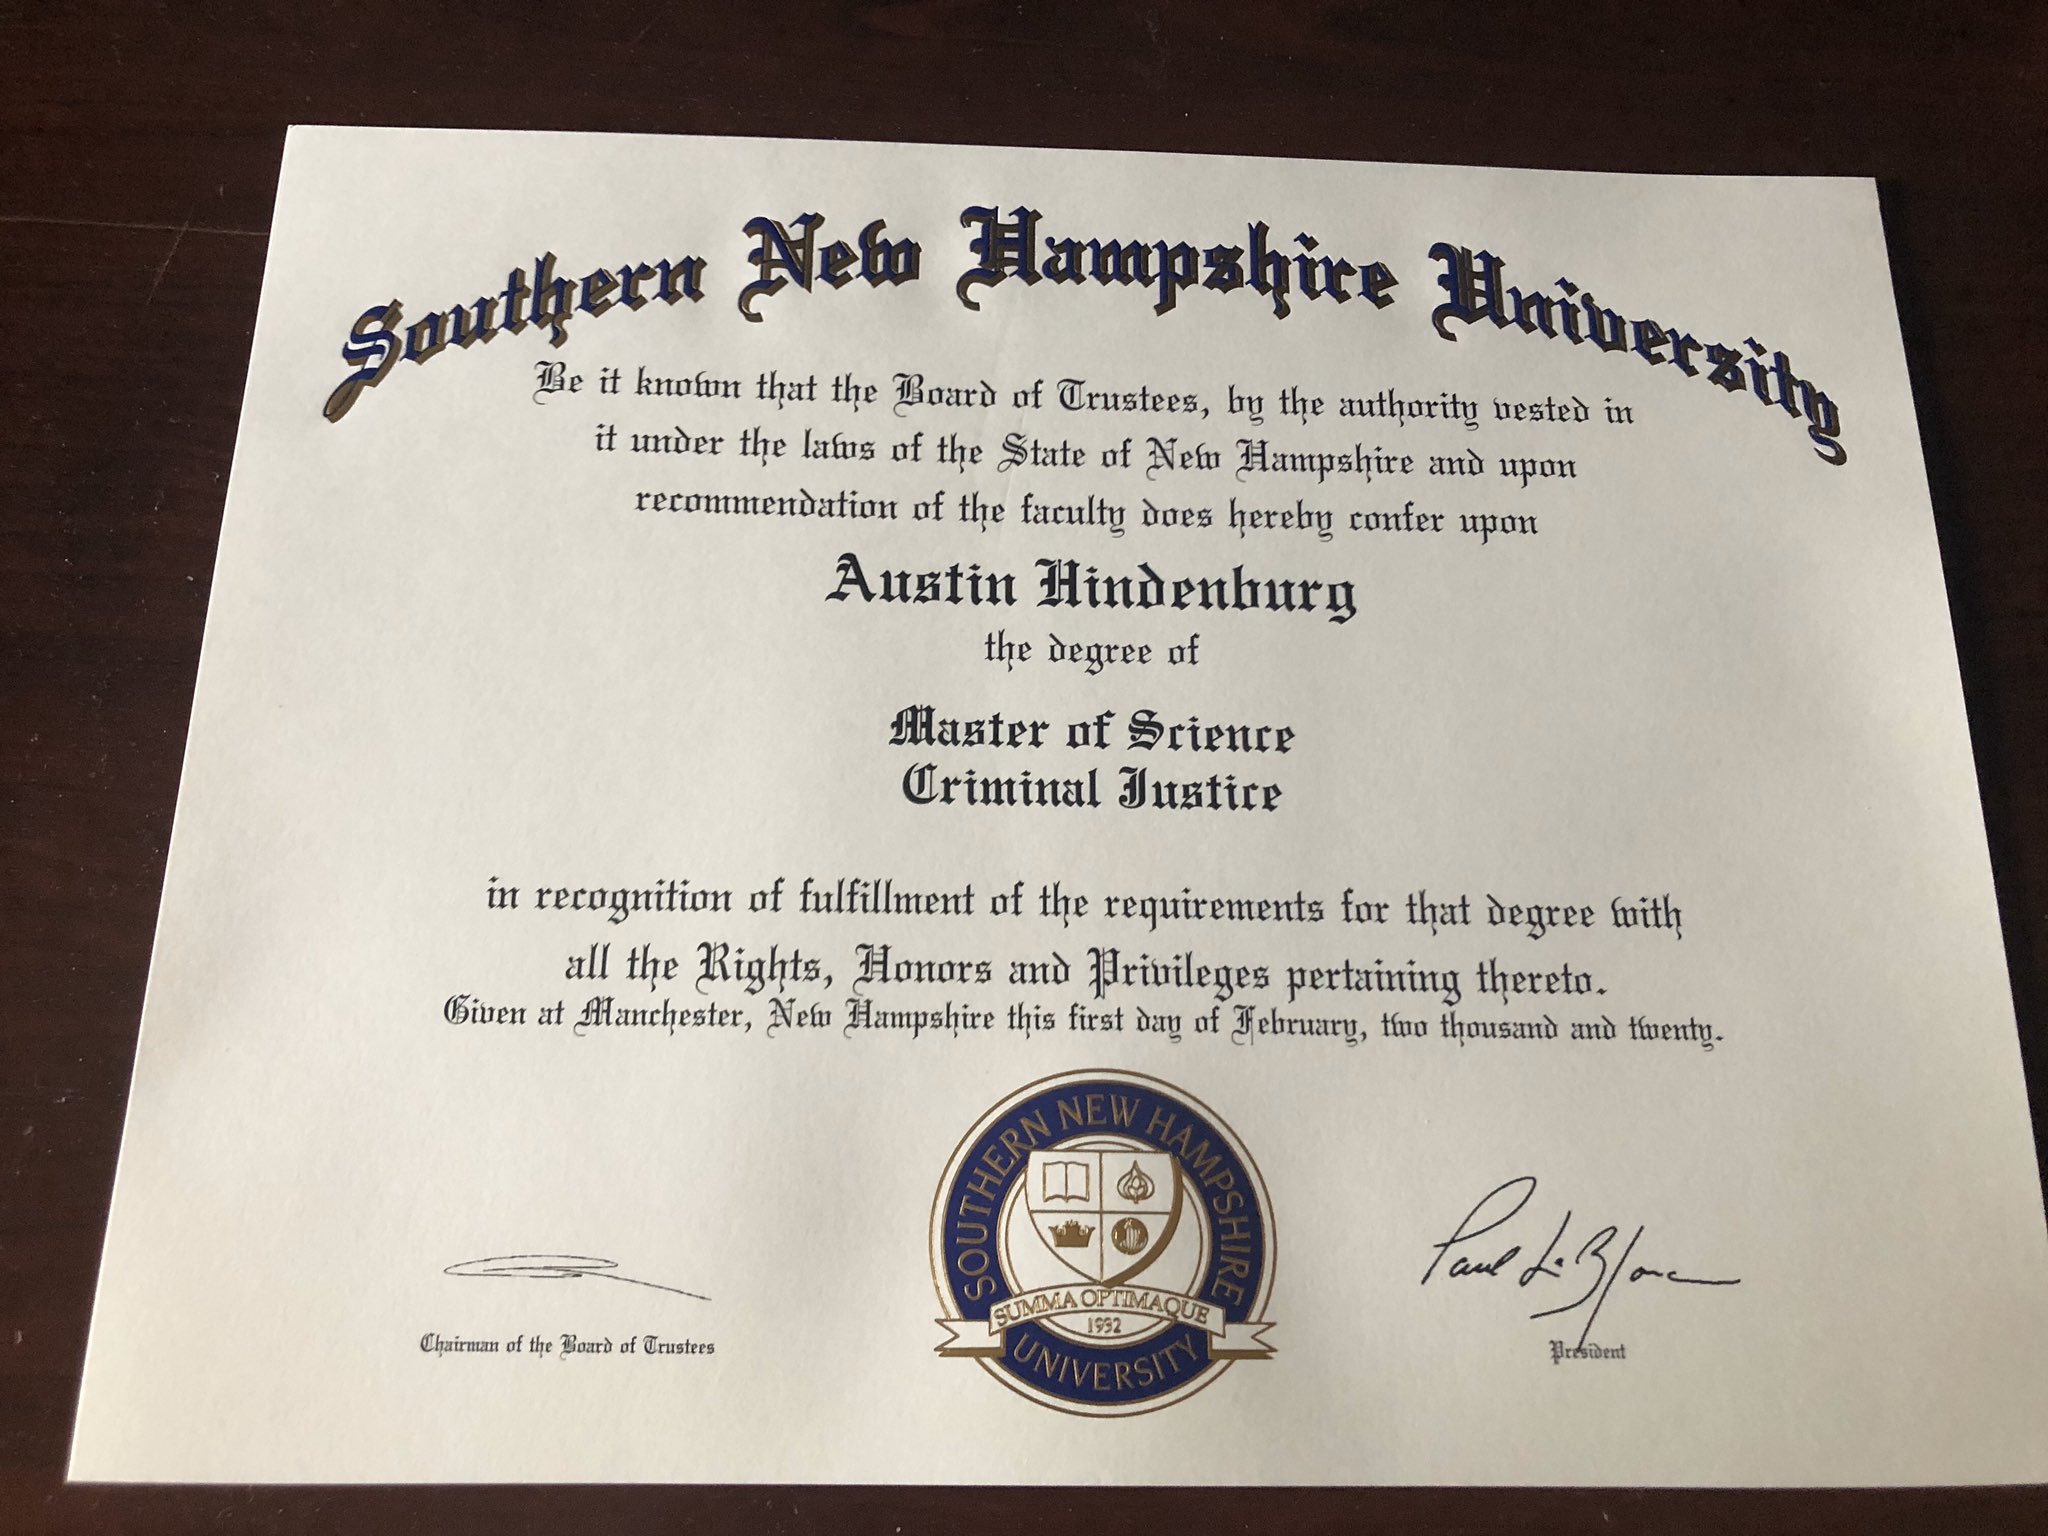 Southern New Hampshire University
Be it known that the Board of Trustees, by the authority vested in
it under the laws of the State of New Hampshire and upon
recommendation of the faculty does hereby confer upon
Austin Hindenburg
the degree of
Master of Science
Criminal Justice
in recognition of fulfillment of the requirements for that degree with
all the Rights, Honors and Privileges pertaining thereto.
Given at Manchester, New Hampshire this first day of February, two thousand and twenty.
SOUTHERN NEW HAMPSHIRE
SUMMA OPTIMAQUE
1932
UNIVERSITY
Chairman of the Board of Trustees
Paul LeBlanc
President